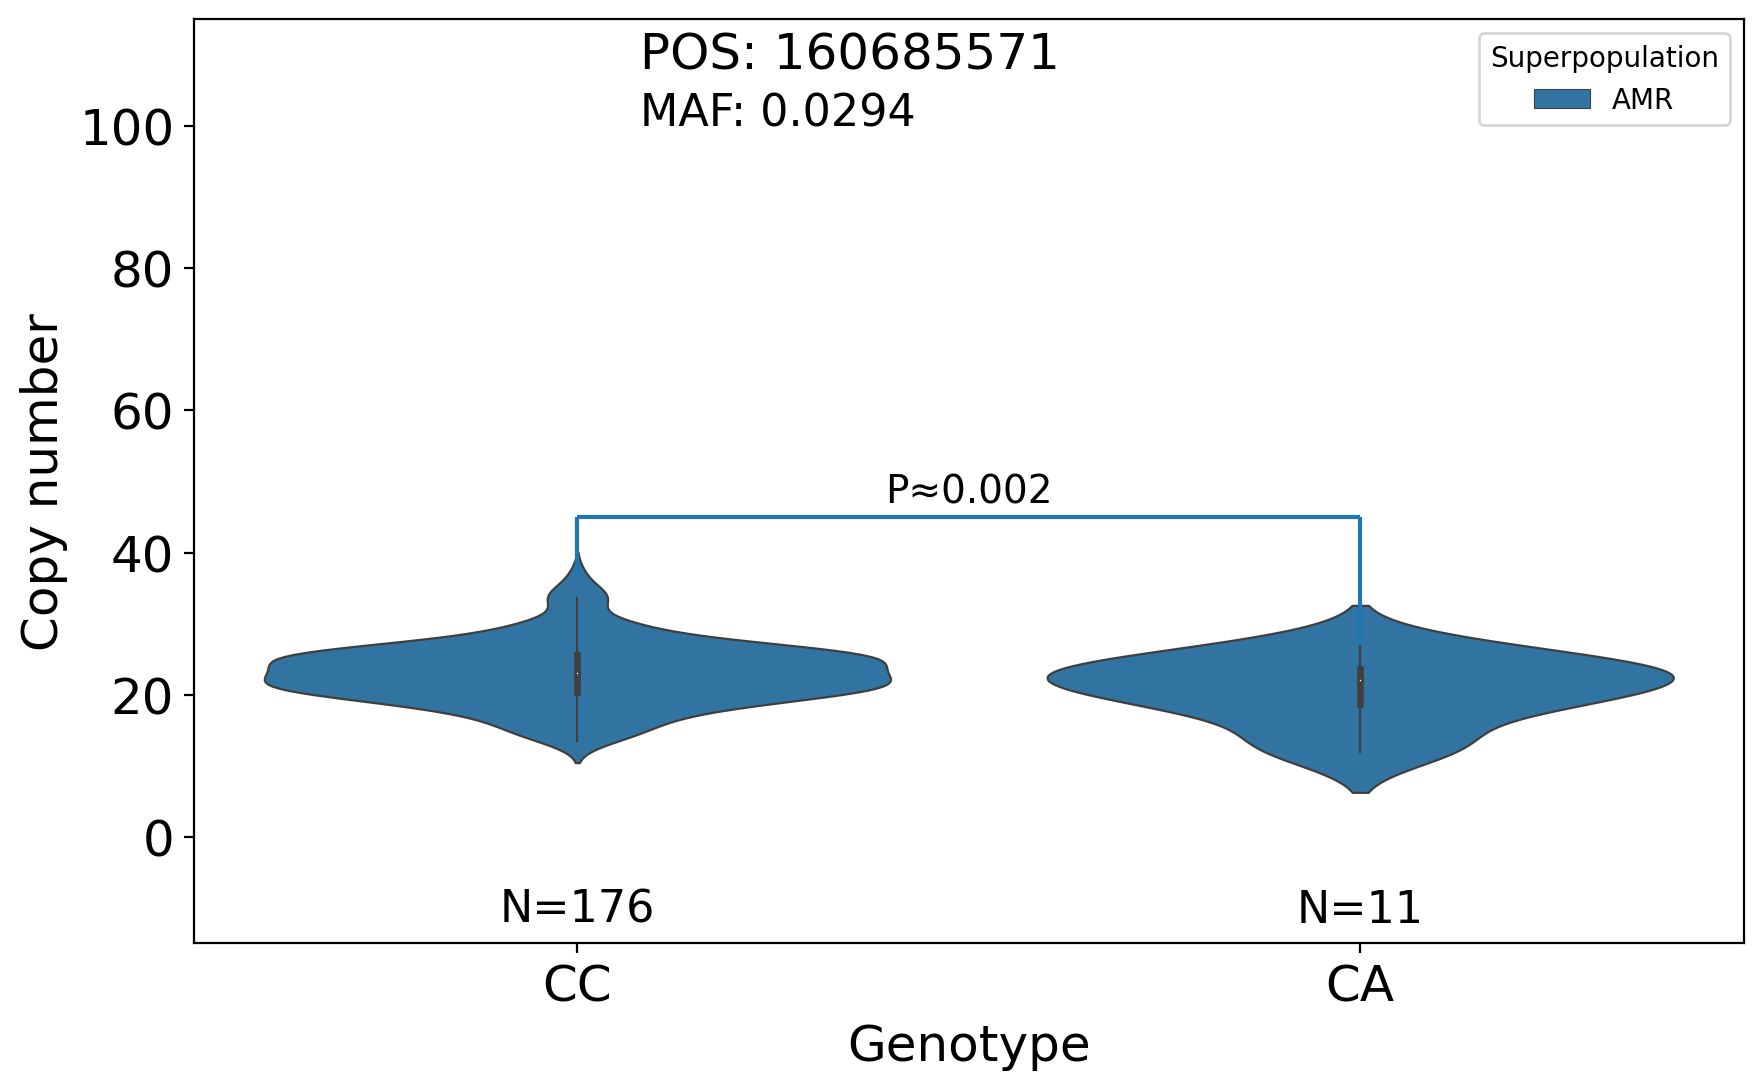 POS: 160685571
MAF: 0.0294
Superpopulation
AMR
100
80
60
40
20
0
Copy number
P≈0.002
N=176
N=11
CC
CA
Genotype